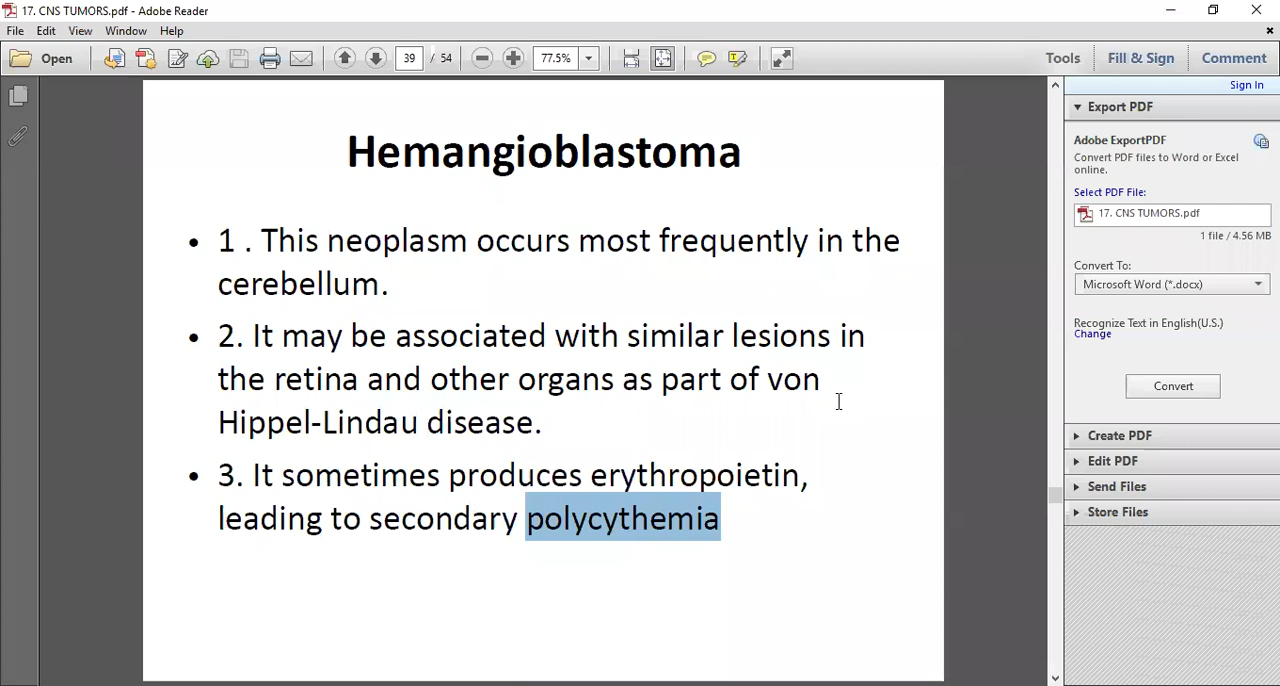 17. CNS TUMORS.pdf - Adobe Reader
File Edit View Window Help
Open 39 / 54 77.5% Tools Fill & Sign Comment
Sign In
Export PDF
Adobe ExportPDF
Convert PDF files to Word or Excel
online.
Select PDF File:
17. CNS TUMORS.pdf
1 file / 4.56 MB
Convert To:
Microsoft Word (*.docx)
Recognize Text in English(U.S.)
Change
Convert
Create PDF
Edit PDF
Send Files
Store Files
Hemangioblastoma
• 1 . This neoplasm occurs most frequently in the
cerebellum.
• 2. It may be associated with similar lesions in
the retina and other organs as part of von
Hippel-Lindau disease.
• 3. It sometimes produces erythropoietin,
leading to secondary polycythemia